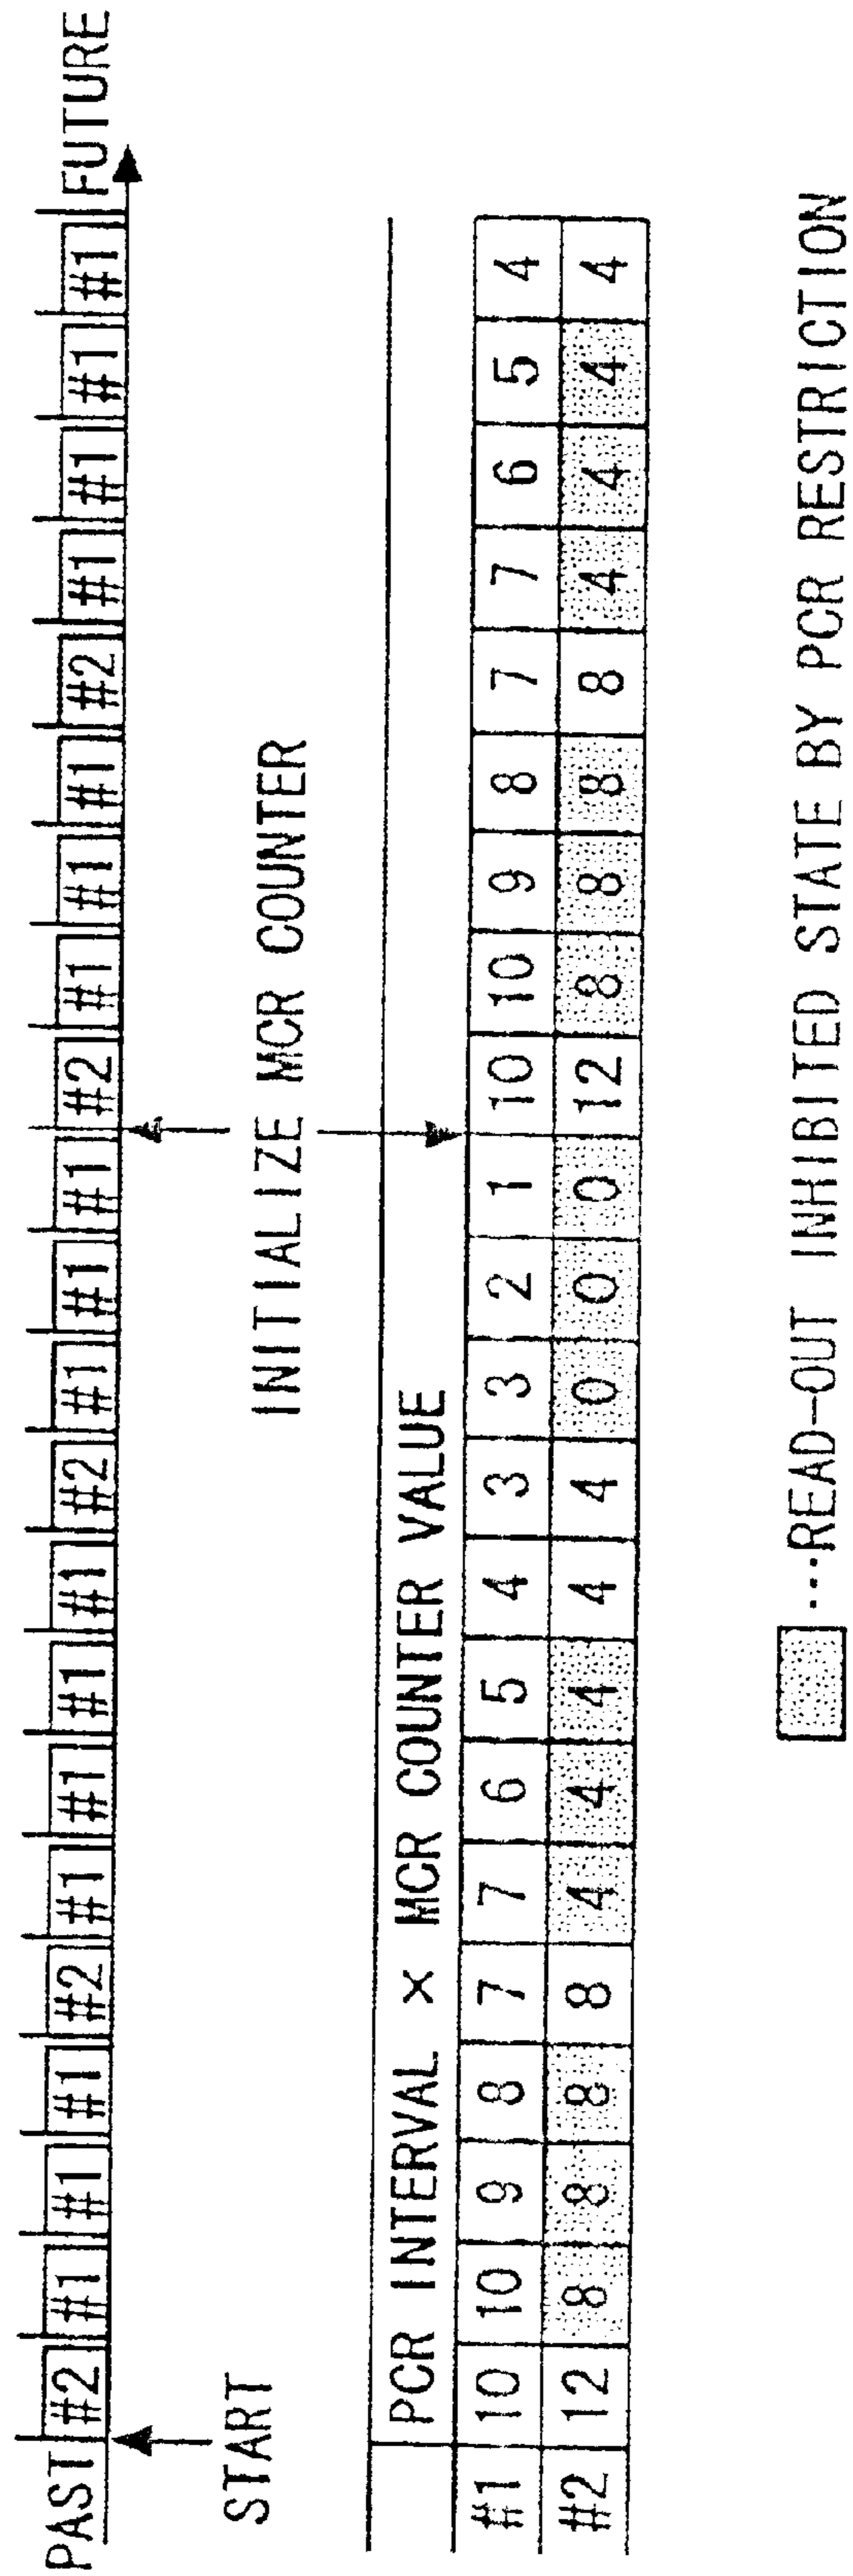 PAST #2 #1 #1 #1 #2 #1 #1 #1 #1 #2 #1 #1 #1 #2 #1 #1 #1 #2 #1 #1 #1 #1 FUTURE
START
INITIALIZE MCR COUNTER
PCR INTERVAL × MCR COUNTER VALUE
#1 10 10 9 8 7 7 6 5 4 3 3 2 1 10 10 9 8 7 7 6 5 4
#2 12 8 8 8 8 4 4 4 4 4 0 0 0 12 8 8 8 8 4 4 4 4
...READ-OUT INHIBITED STATE BY PCR RESTRICTION